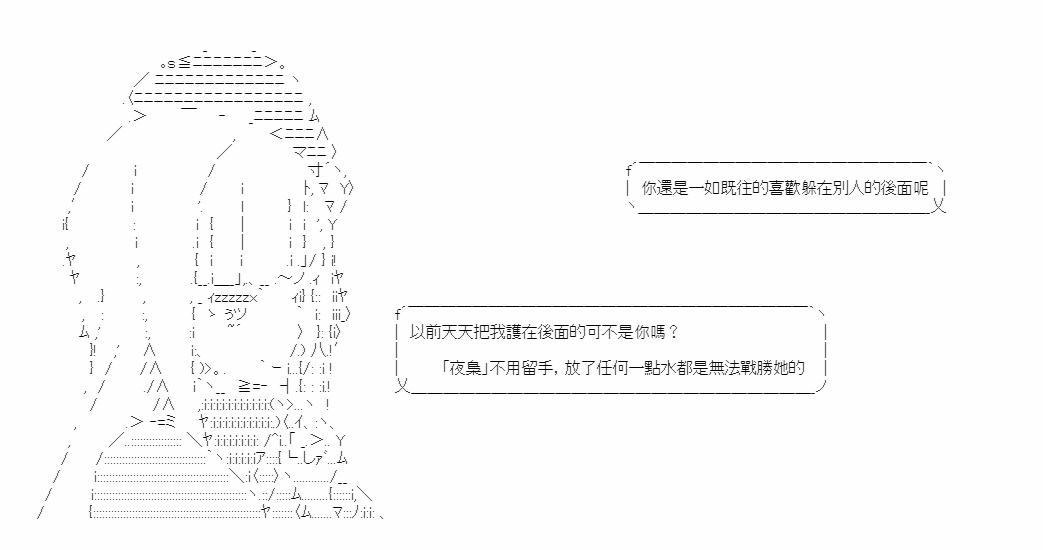 你還是一如既往的喜歡躲在別人的後面呢
以前天天把我護在後面的可不是你嗎？
「夜梟」不用留手，放了任何一點水都是無法戰勝她的